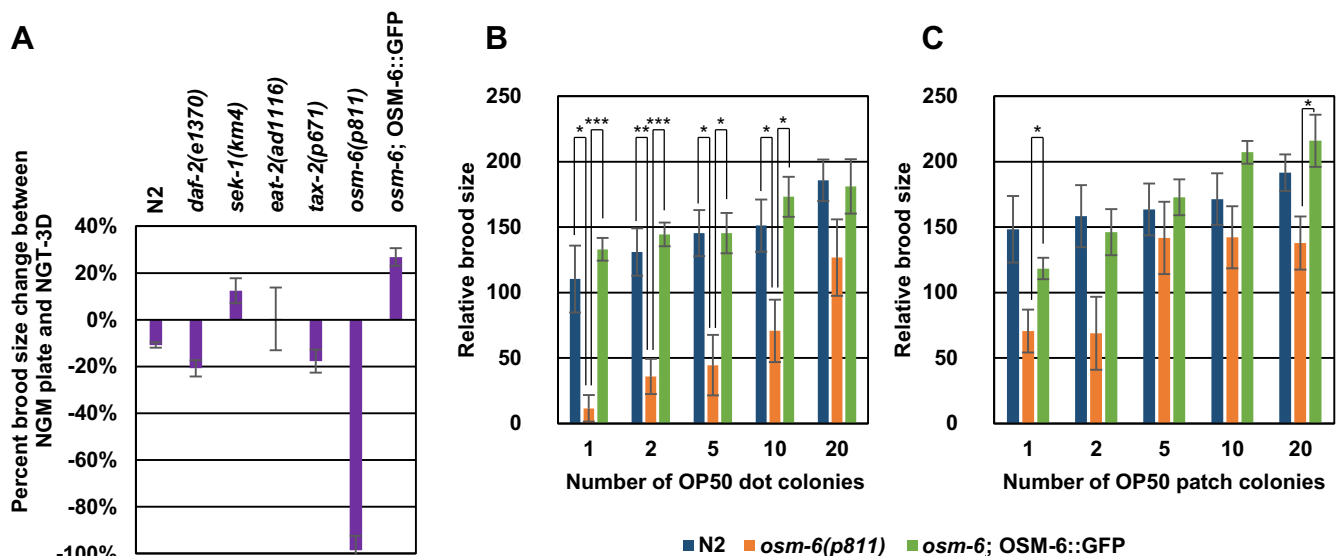 A
N2
daf-2(e1370)
sek-1(km4)
eat-2(ad1116)
tax-2(p671)
osm-6(p811)
osm-6; OSM-6::GFP
Percent brood size change between
NGM plate and NGT-3D
40%
20%
0%
-20%
-40%
-60%
-80%
-100%
B
Relative brood size
250
200
150
100
50
0
* *** ** *** * * * *
1 2 5 10 20
Number of OP50 dot colonies
C
Relative brood size
250
200
150
100
50
0
* *
1 2 5 10 20
Number of OP50 patch colonies
N2 osm-6(p811) osm-6; OSM-6::GFP